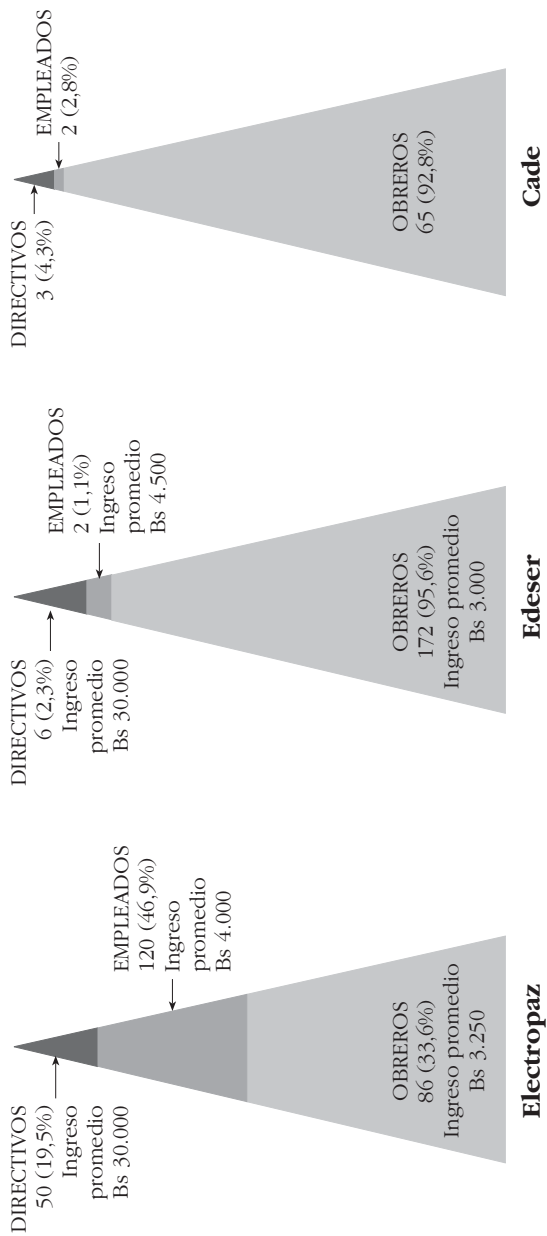 DIRECTIVOS
50 (19,5%)
Ingreso
promedio
Bs 30.000
EMPLEADOS
120 (46,9%)
Ingreso
promedio
Bs 4.000
OBREROS
86 (33,6%)
Ingreso promedio
Bs 3.250
Electropaz
DIRECTIVOS
6 (2,3%)
Ingreso
promedio
Bs 30.000
EMPLEADOS
2 (1,1%)
Ingreso
promedio
Bs 4.500
OBREROS
172 (95,6%)
Ingreso promedio
Bs 3.000
Edeser
DIRECTIVOS
3 (4,3%)
EMPLEADOS
2 (2,8%)
OBREROS
65 (92,8%)
Cade